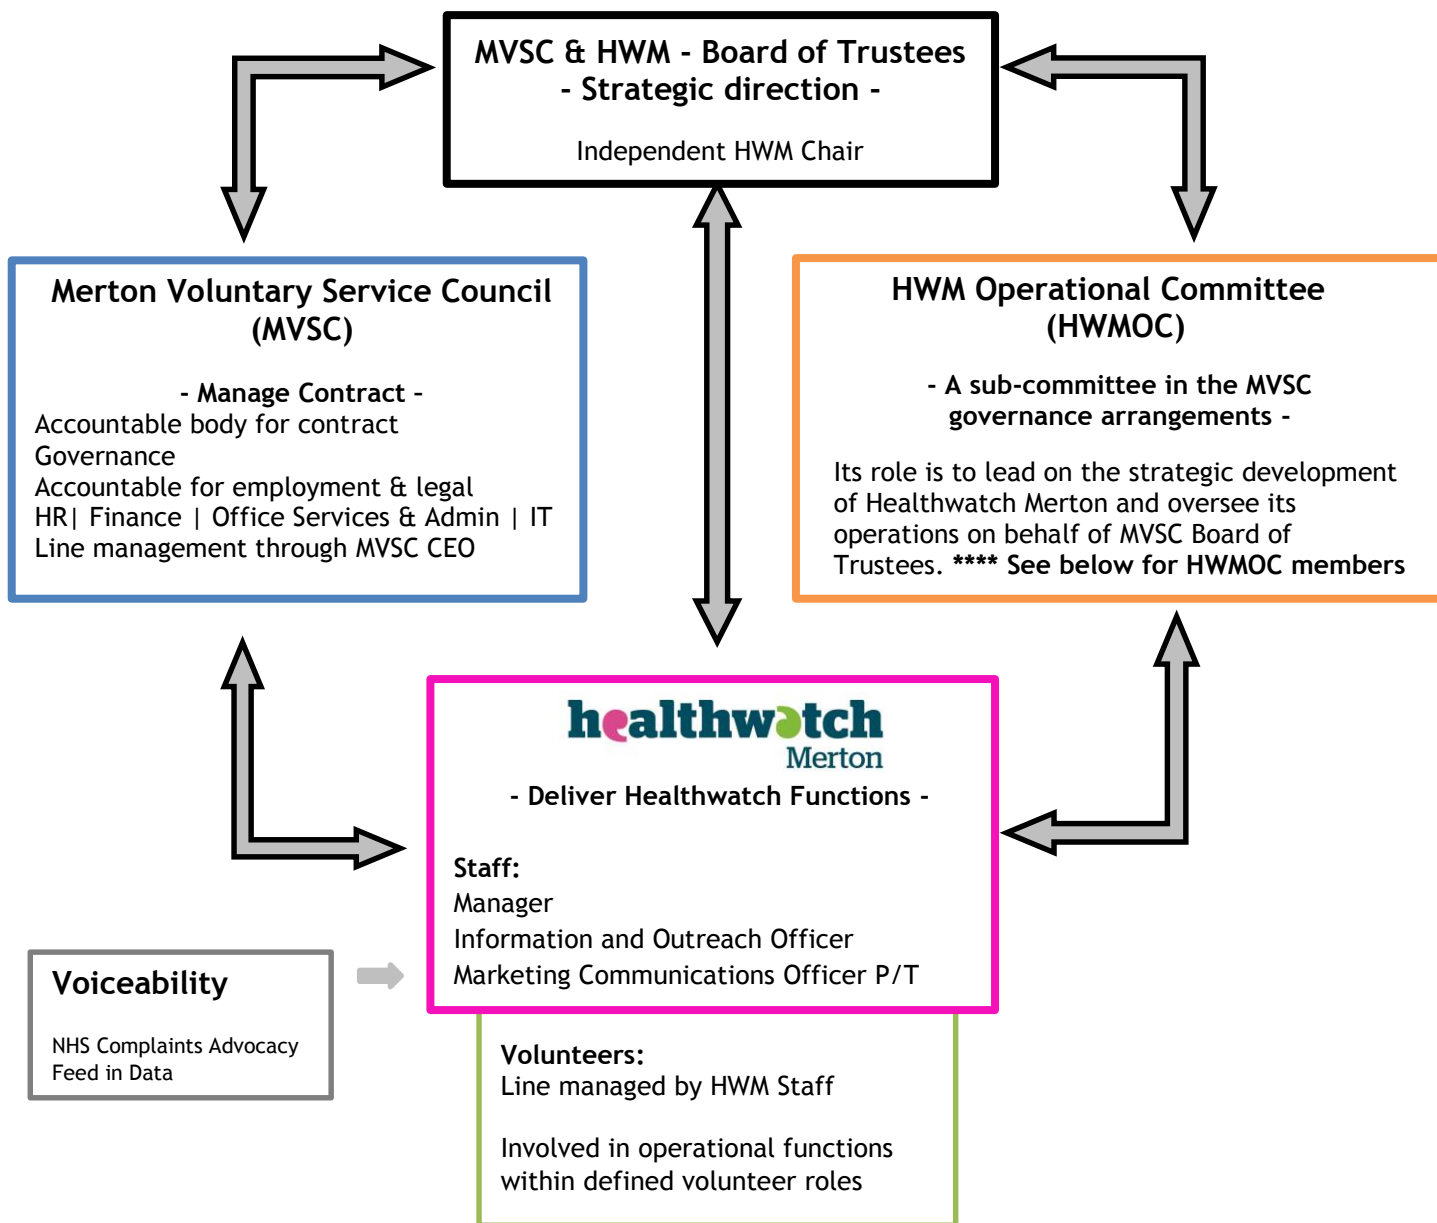 MVSC & HWM - Board of Trustees
- Strategic direction -
Independent HWM Chair
Merton Voluntary Service Council
(MVSC)
- Manage Contract –
Accountable body for contract
Governance
Accountable for employment & legal
HR| Finance | Office Services & Admin | IT
Line management through MVSC CEO
HWM Operational Committee
(HWMOC)
- A sub-committee in the MVSC
governance arrangements -
Its role is to lead on the strategic development
of Healthwatch Merton and oversee its
operations on behalf of MVSC Board of
Trustees. **** See below for HWMOC members
healthwatch
Merton
- Deliver Healthwatch Functions -
Staff:
Manager
Information and Outreach Officer
Marketing Communications Officer P/T
Voiceability
NHS Complaints Advocacy
Feed in Data
Volunteers:
Line managed by HWM Staff
Involved in operational functions
within defined volunteer roles